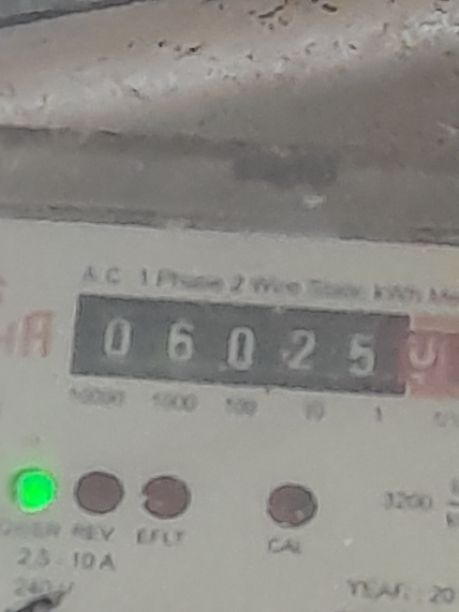 A.C. 1 Phase 2 Wire Static kWh
06025
10000 1000 100 10 1
3200
POWER REV EFLT CAL
2.5 - 10 A
240 V
YEAR : 20